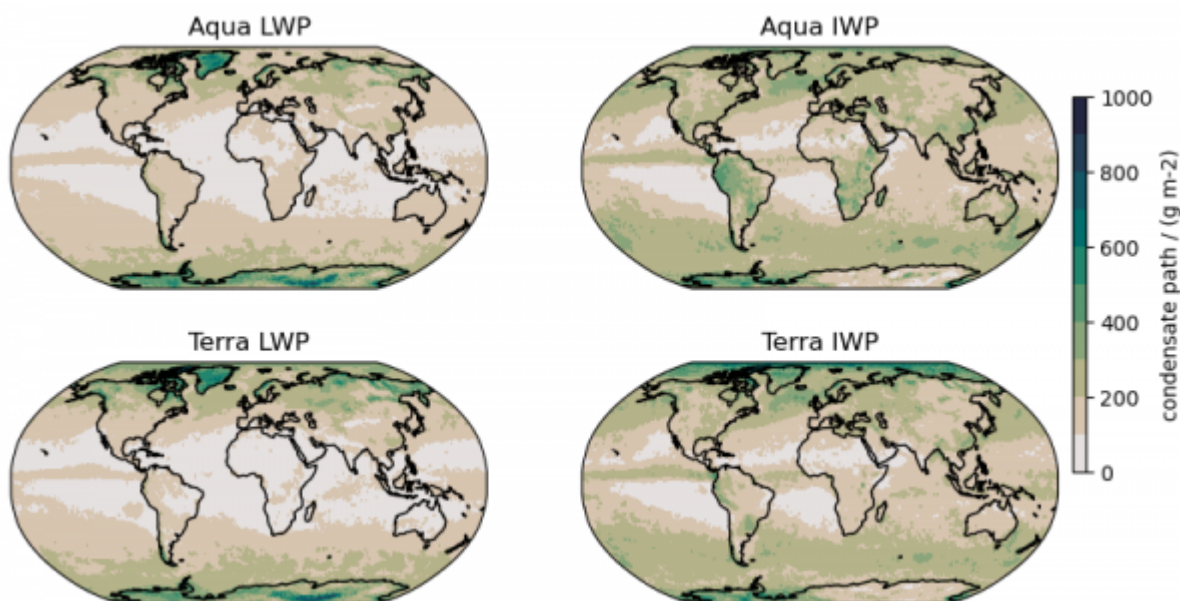 Aqua LWP
Aqua IWP
1000
800
600
400
200
0
condensate path / (g m-2)
Terra LWP
Terra IWP